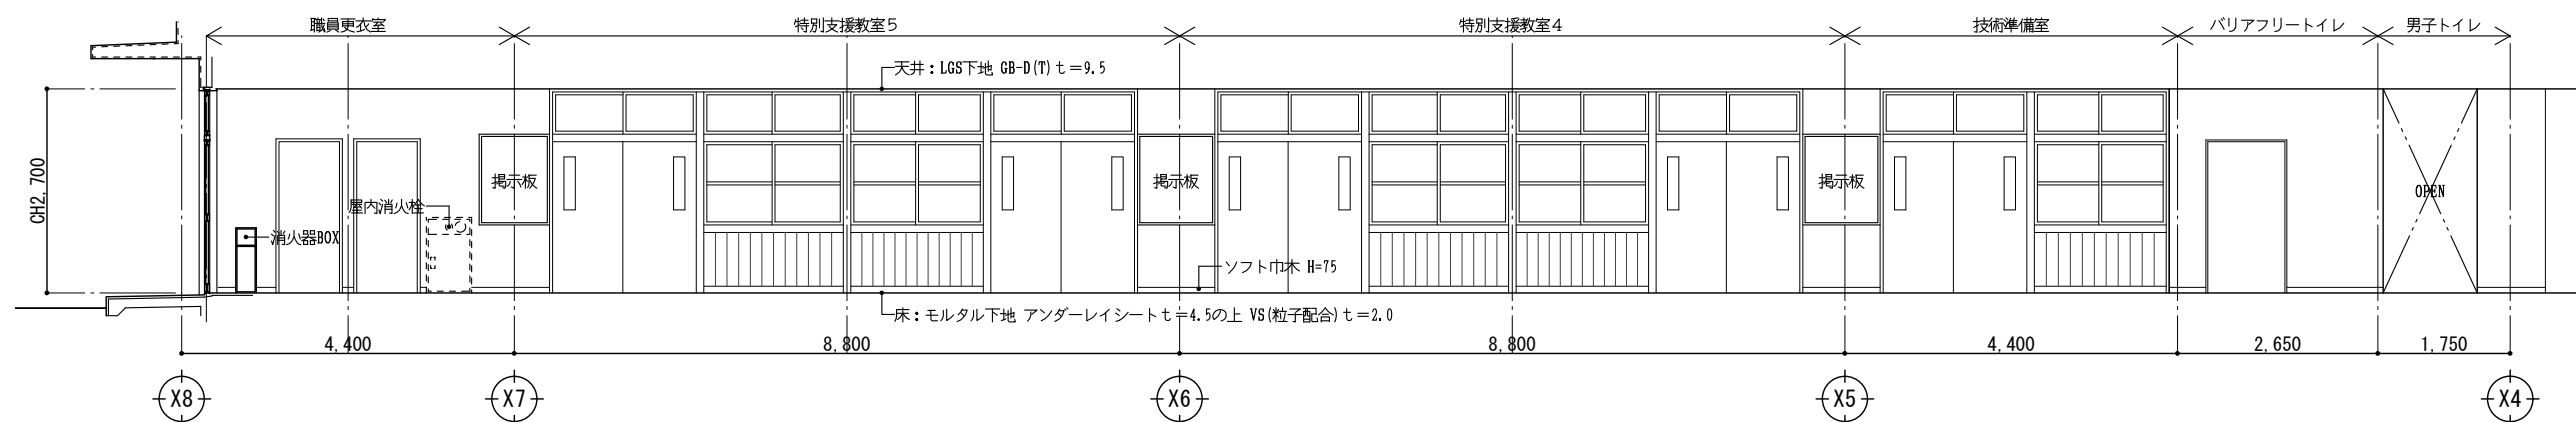 職員更衣室
特別支援教室5
特別支援教室4
技術準備室
バリアフリートイレ
男子トイレ
天井：LGS下地 GB-D(T) t＝9.5
CH2,700
掲示板
掲示板
掲示板
OPEN
屋内消火栓
消火器BOX
ソフト巾木 H=75
床：モルタル下地 アンダーレイシートt＝4.5の上 VS(粒子配合)t＝2.0
4,400
8,800
8,800
4,400
2,650
1,750
X8
X7
X6
X5
X4